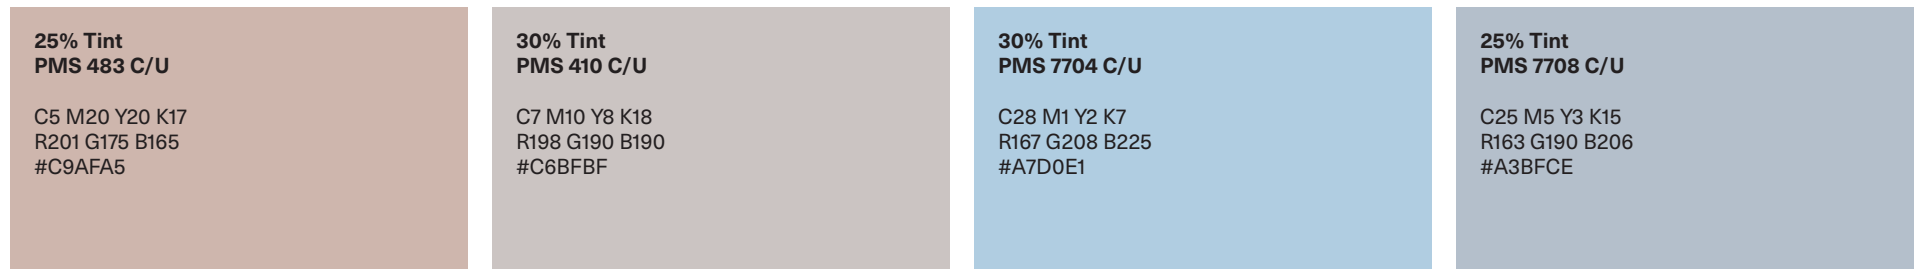 25% Tint
PMS 483 C/U
C5 M20 Y20 K17
R201 G175 B165
#C9AFA5
30% Tint
PMS 410 C/U
C7 M10 Y8 K18
R198 G190 B190
#C6BFBF
30% Tint
PMS 7704 C/U
C28 M1 Y2 K7
R167 G208 B225
#A7D0E1
25% Tint
PMS 7708 C/U
C25 M5 Y3 K15
R163 G190 B206
#A3BFCE